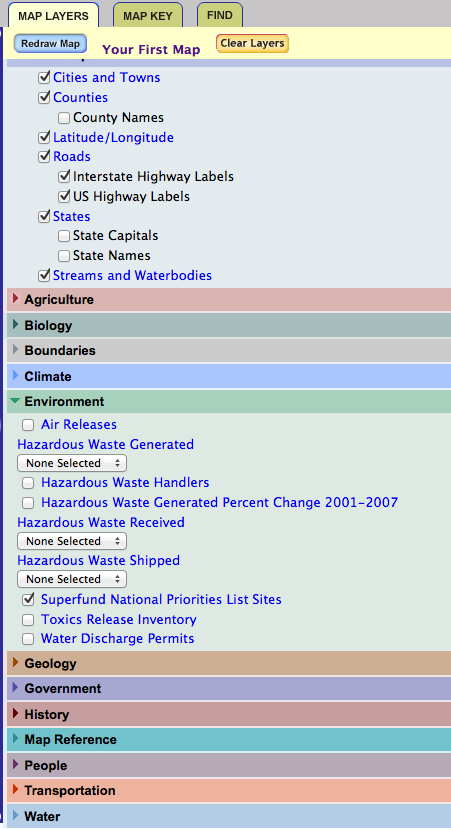 MAP LAYERS MAP KEY FIND
Redraw Map Your First Map Clear Layers
Cities and Towns
Counties
County Names
Latitude/Longitude
Roads
Interstate Highway Labels
US Highway Labels
States
State Capitals
State Names
Streams and Waterbodies
Agriculture
Biology
Boundaries
Climate
Environment
Air Releases
Hazardous Waste Generated
None Selected
Hazardous Waste Handlers
Hazardous Waste Generated Percent Change 2001-2007
Hazardous Waste Received
None Selected
Hazardous Waste Shipped
None Selected
Superfund National Priorities List Sites
Toxics Release Inventory
Water Discharge Permits
Geology
Government
History
Map Reference
People
Transportation
Water